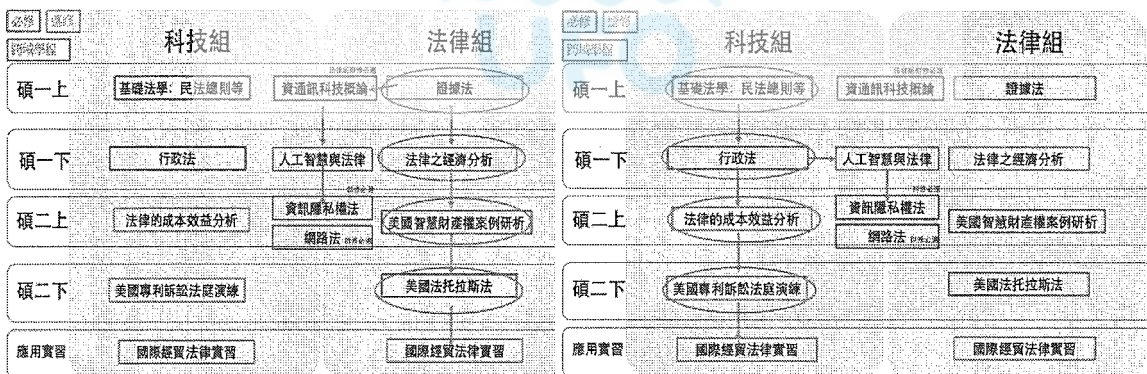 必修 選修
跨域學程
科技組 法律組
碩一上 基礎法學：民法總則等 資通訊科技概論 證據法
碩一下 行政法 人工智慧與法律 法律之經濟分析
碩二上 法律的成本效益分析 資訊隱私權法 美國智慧財產權案例研析
網路法
碩二下 美國專利訴訟法庭演練 美國法托拉斯法
應用實習 國際經貿法律實習 國際經貿法律實習
必修 選修
跨域學程
科技組 法律組
碩一上 基礎法學：民法總則等 資通訊科技概論 證據法
碩一下 行政法 人工智慧與法律 法律之經濟分析
碩二上 法律的成本效益分析 資訊隱私權法 美國智慧財產權案例研析
網路法
碩二下 美國專利訴訟法庭演練 美國法托拉斯法
應用實習 國際經貿法律實習 國際經貿法律實習